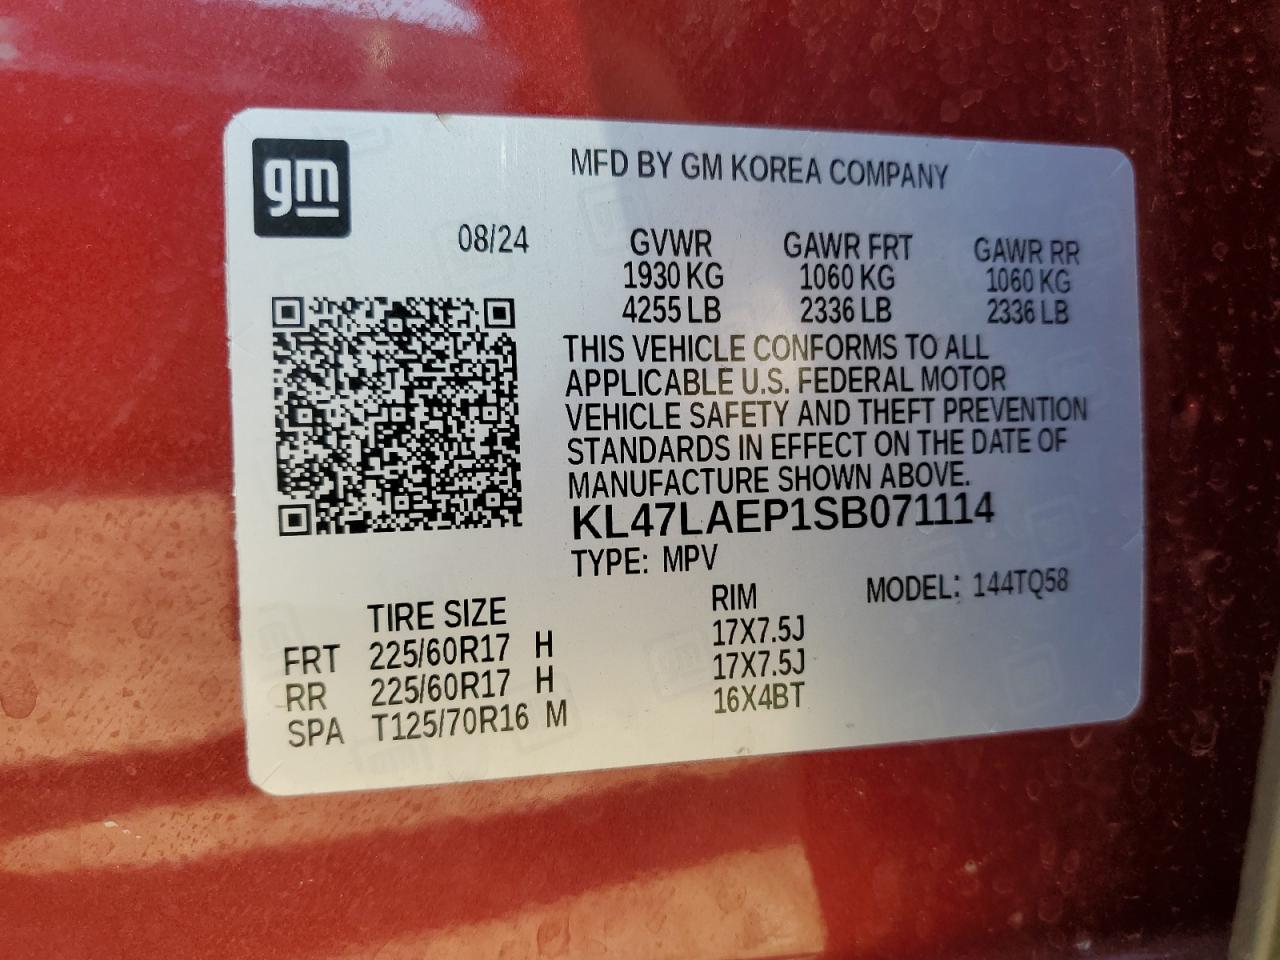 gm
MFD BY GM KOREA COMPANY
08/24
GVWR GAWR FRT GAWR RR
1930 KG 1060 KG 1060 KG
4255 LB 2336 LB 2336 LB
THIS VEHICLE CONFORMS TO ALL
APPLICABLE U.S. FEDERAL MOTOR
VEHICLE SAFETY AND THEFT PREVENTION
STANDARDS IN EFFECT ON THE DATE OF
MANUFACTURE SHOWN ABOVE.
KL47LAEP1SB071114
TYPE: MPV
MODEL: 144TQ58
TIRE SIZE RIM
FRT 225/60R17 H 17X7.5J
RR 225/60R17 H 17X7.5J
SPA T125/70R16 M 16X4BT